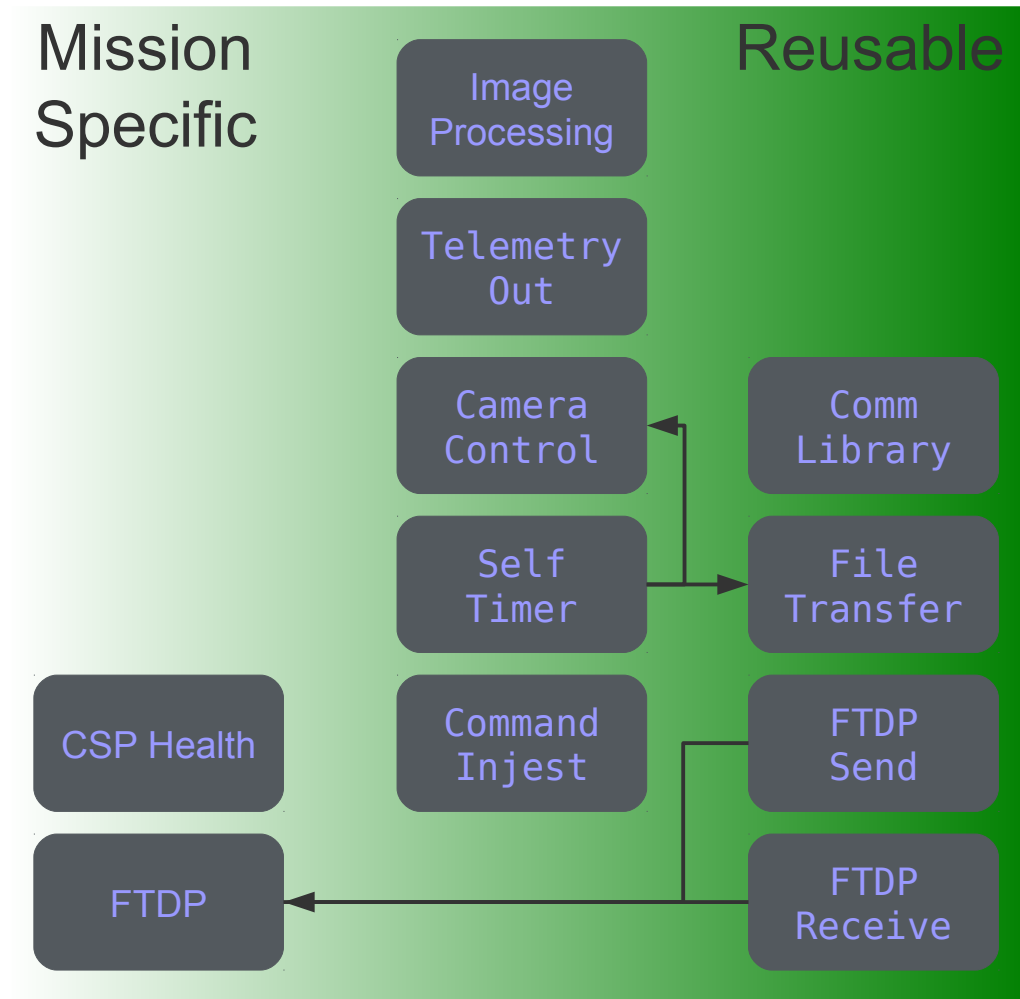 Mission
Specific
Reusable
Image
Processing
Telemetry
Out
Camera
Control
Comm
Library
Self
Timer
File
Transfer
CSP Health
Command
Injest
FTDP
Send
FTDP
FTDP
Receive